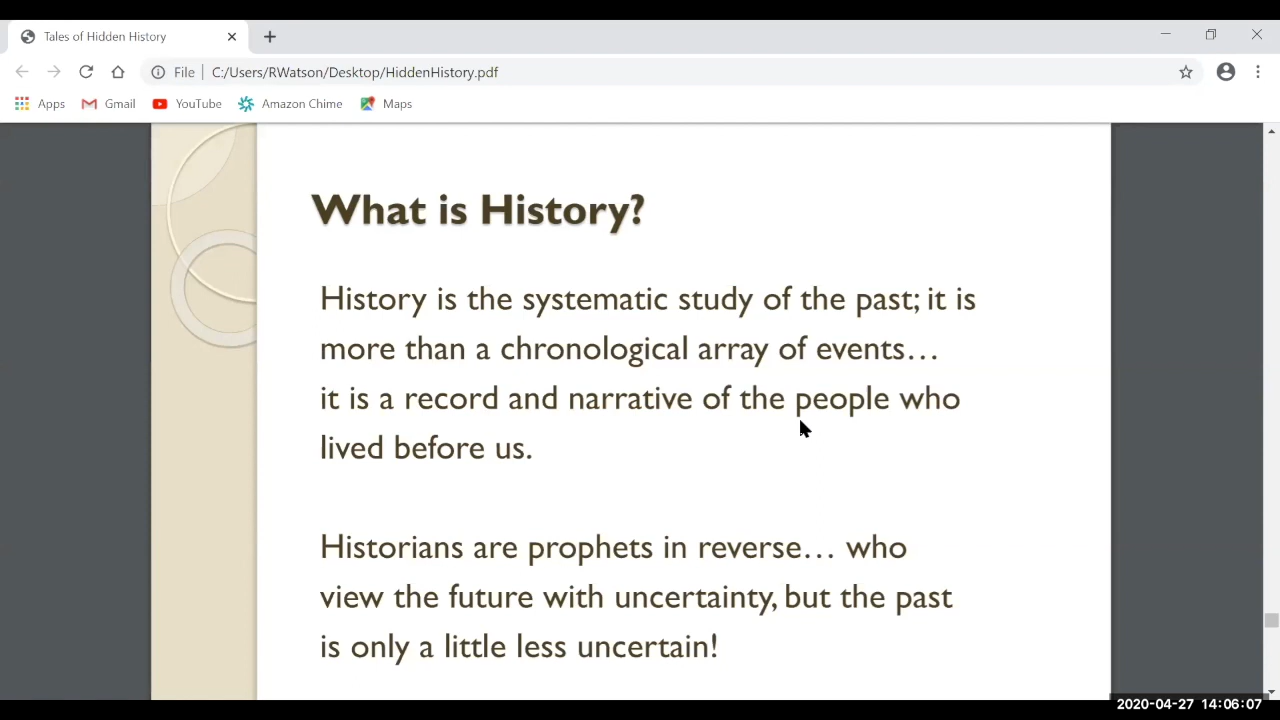 Tales of Hidden History
File C:/Users/RWatson/Desktop/HiddenHistory.pdf
Apps Gmail YouTube Amazon Chime Maps
What is History?
History is the systematic study of the past; it is
more than a chronological array of events…
it is a record and narrative of the people who
lived before us.
Historians are prophets in reverse… who
view the future with uncertainty, but the past
is only a little less uncertain!
2020-04-27 14:06:07